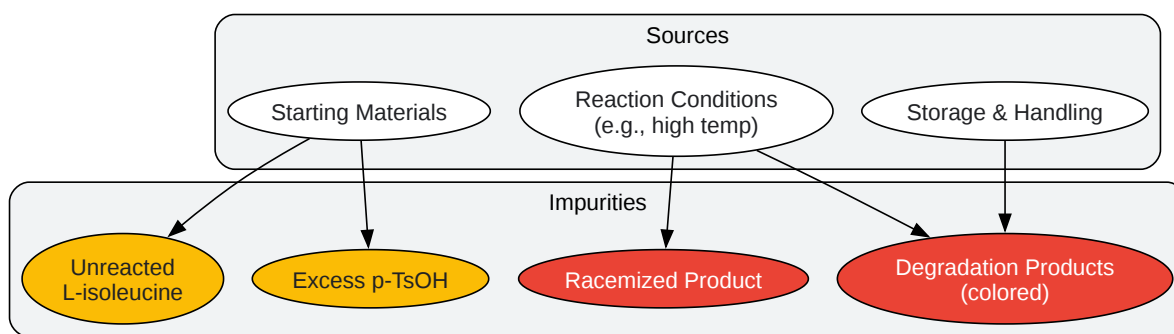 Sources
Starting Materials
Reaction Conditions
(e.g., high temp)
Storage & Handling
Impurities
Unreacted
L-isoleucine
Excess p-TsOH
Racemized Product
Degradation Products
(colored)